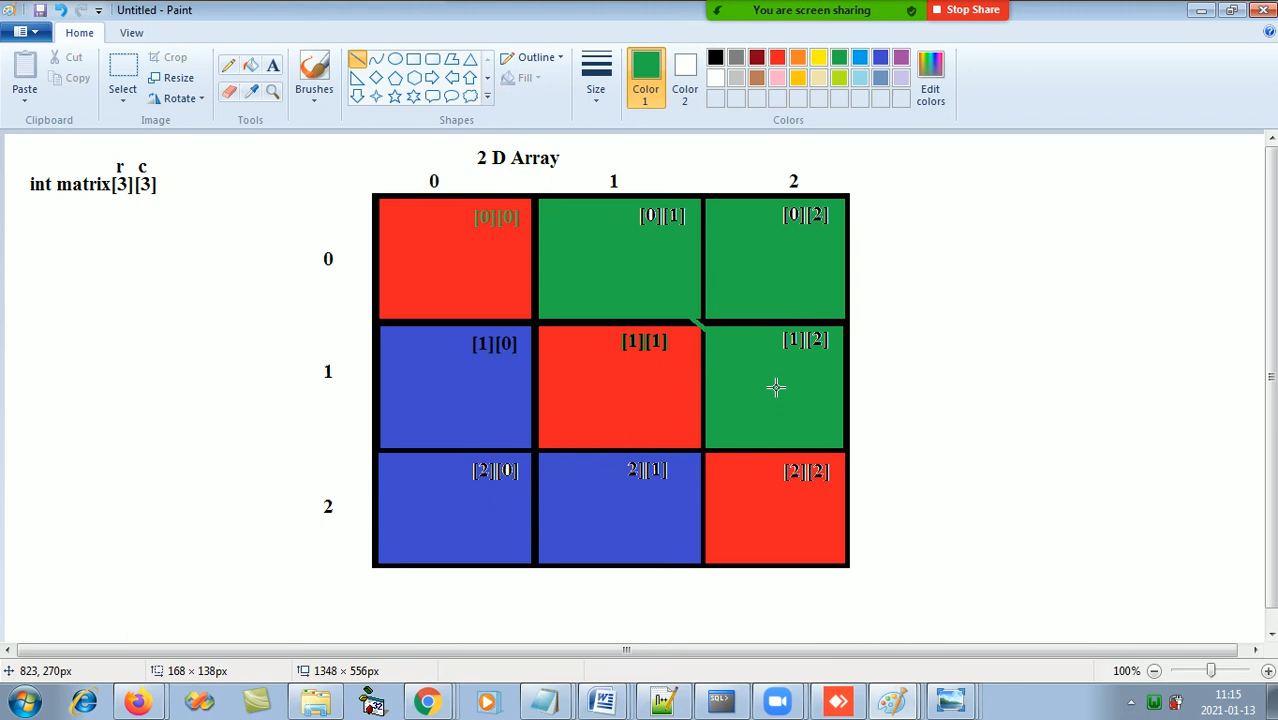 Untitled - Paint
You are screen sharing
Stop Share
Home
View
Paste
Cut
Copy
Select
Crop
Resize
Rotate
A
Brushes
Outline
Fill
Size
Color 1
Color 2
Edit colors
Clipboard
Image
Tools
Shapes
Colors
r c
int matrix[3][3]
2 D Array
0 1 2
[0][0] [0][1] [0][2]
0
[1][0] [1][1] [1][2]
1
[2][0] 2][1] [2][2]
2
823, 270px
168 × 138px
1348 × 556px
100%
SQL>
11:15
2021-01-13